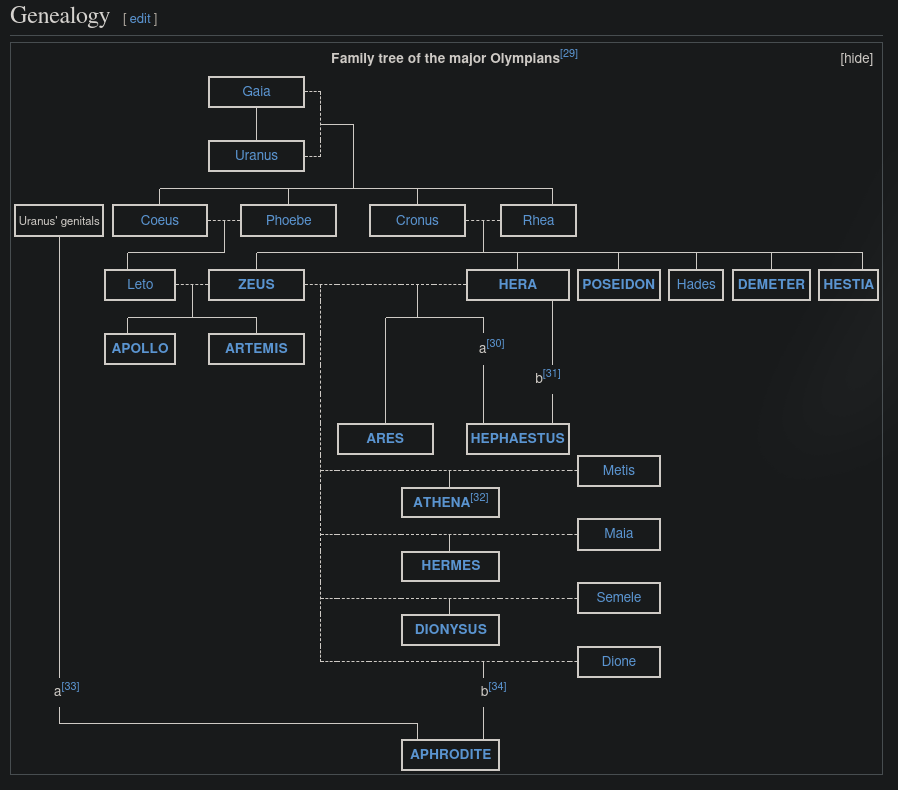 Genealogy [ edit ]
Family tree of the major Olympians[29] [hide]
Gaia
Uranus
Uranus' genitals Coeus Phoebe Cronus Rhea
Leto ZEUS HERA POSEIDON Hades DEMETER HESTIA
APOLLO ARTEMIS a[30]
b[31]
ARES HEPHAESTUS
Metis
ATHENA[32]
Maia
HERMES
Semele
DIONYSUS
Dione
a[33] b[34]
APHRODITE